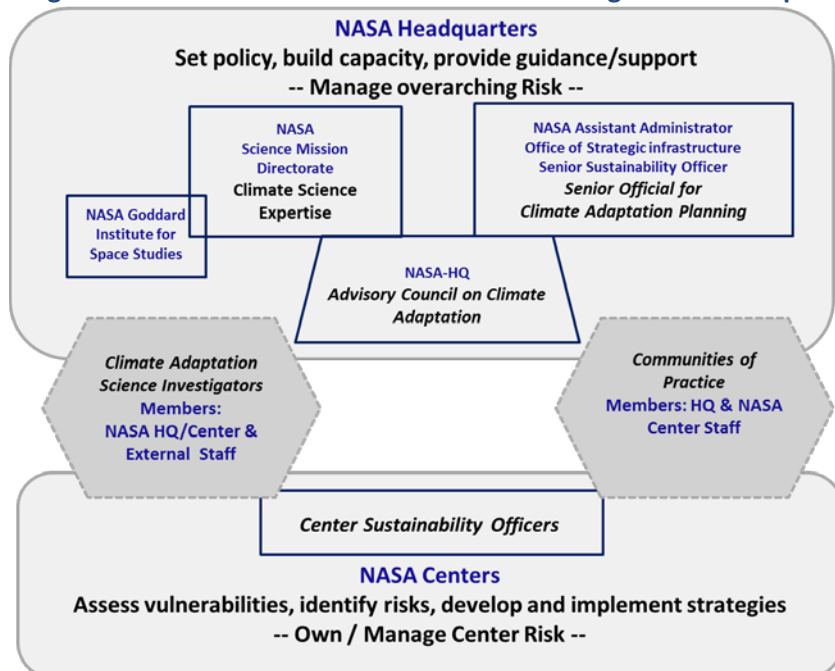 NASA Headquarters
Set policy, build capacity, provide guidance/support
-- Manage overarching Risk --
NASA
Science Mission
Directorate
Climate Science
Expertise
NASA Assistant Administrator
Office of Strategic infrastructure
Senior Sustainability Officer
Senior Official for
Climate Adaptation Planning
NASA Goddard
Institute for
Space Studies
NASA-HQ
Advisory Council on Climate
Adaptation
Climate Adaptation
Science Investigators
Members:
NASA HQ/Center &
External Staff
Communities of
Practice
Members: HQ & NASA
Center Staff
Center Sustainability Officers
NASA Centers
Assess vulnerabilities, identify risks, develop and implement strategies
-- Own / Manage Center Risk --